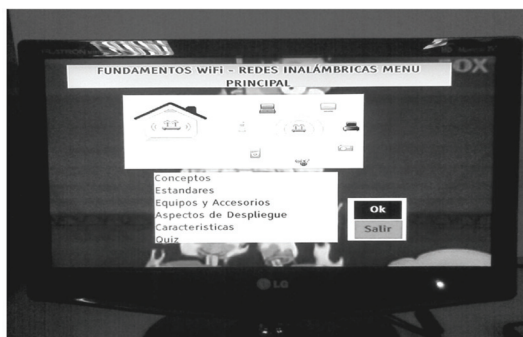 FUNDAMENTOS WiFi - REDES INALÁMBRICAS MENU
PRINCIPAL
Conceptos
Estandares
Equipos y Accesorios
Aspectos de Despliegue
Caracteristicas
Quiz
Ok
Salir
LG